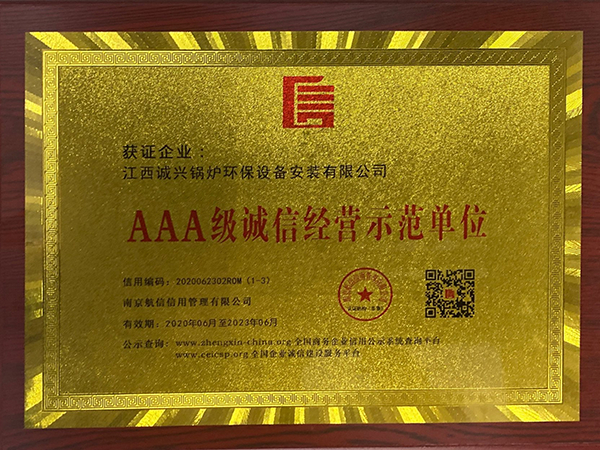 获证企业：
江西诚兴锅炉环保设备安装有限公司
AAA级诚信经营示范单位
信用编码：2020062302ROM（1-3）
南京航信信用管理有限公司
有效期：2020年06月至2023年06月
公示查询：www.zhengxin-china.org 全国商务企业信用公示系统查询平台
www.ceicsp.org 全国企业诚信建设服务平台